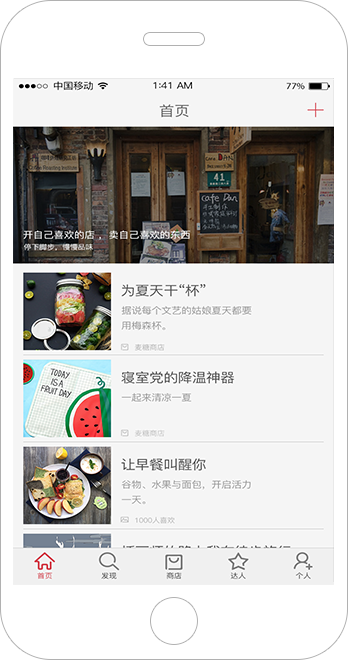 中国移动
1:41 AM
77%
首页
Cafe DAN
41
cafe Dan
开自己喜欢的店，卖自己喜欢的东西
停下脚步，慢慢品味
为夏天干“杯”
据说每个文艺的姑娘夏天都要
用梅森杯。
麦糖商店
TODAY
IS A
FRUIT DAY
寝室党的降温神器
一起来清凉一夏
麦糖商店
让早餐叫醒你
谷物、水果与面包，开启活力
一天。
1000人喜欢
首页
发现
商店
达人
个人